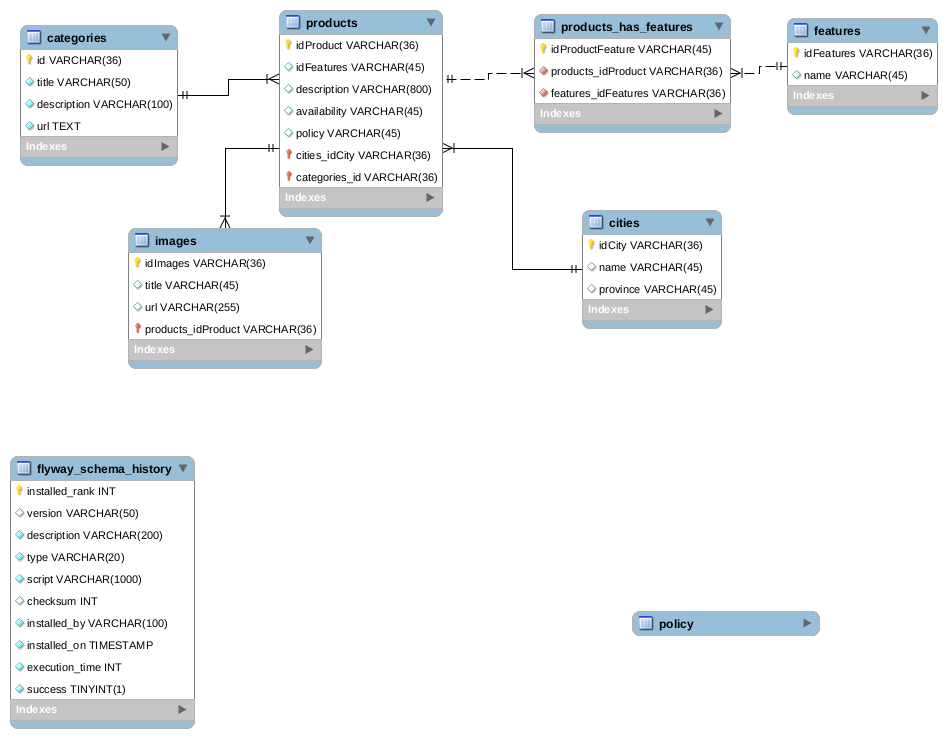 categories
id VARCHAR(36)
title VARCHAR(50)
description VARCHAR(100)
url TEXT
Indexes
products
idProduct VARCHAR(36)
idFeatures VARCHAR(45)
description VARCHAR(800)
availability VARCHAR(45)
policy VARCHAR(45)
cities_idCity VARCHAR(36)
categories_id VARCHAR(36)
Indexes
products_has_features
idProductFeature VARCHAR(45)
products_idProduct VARCHAR(36)
features_idFeatures VARCHAR(36)
Indexes
features
idFeatures VARCHAR(36)
name VARCHAR(45)
Indexes
images
idImages VARCHAR(36)
title VARCHAR(45)
url VARCHAR(255)
products_idProduct VARCHAR(36)
Indexes
cities
idCity VARCHAR(36)
name VARCHAR(45)
province VARCHAR(45)
Indexes
flyway_schema_history
installed_rank INT
version VARCHAR(50)
description VARCHAR(200)
type VARCHAR(20)
script VARCHAR(1000)
checksum INT
installed_by VARCHAR(100)
installed_on TIMESTAMP
execution_time INT
success TINYINT(1)
Indexes
policy